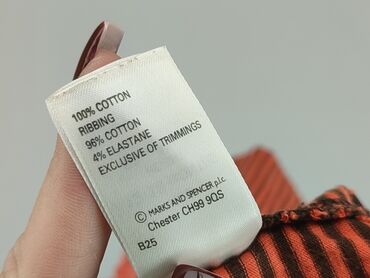 100% COTTON
RIBBING
96% COTTON
4% ELASTANE
EXCLUSIVE OF TRIMMINGS
© MARKS AND SPENCER p.l.c.
Chester CH99 9QS
B25